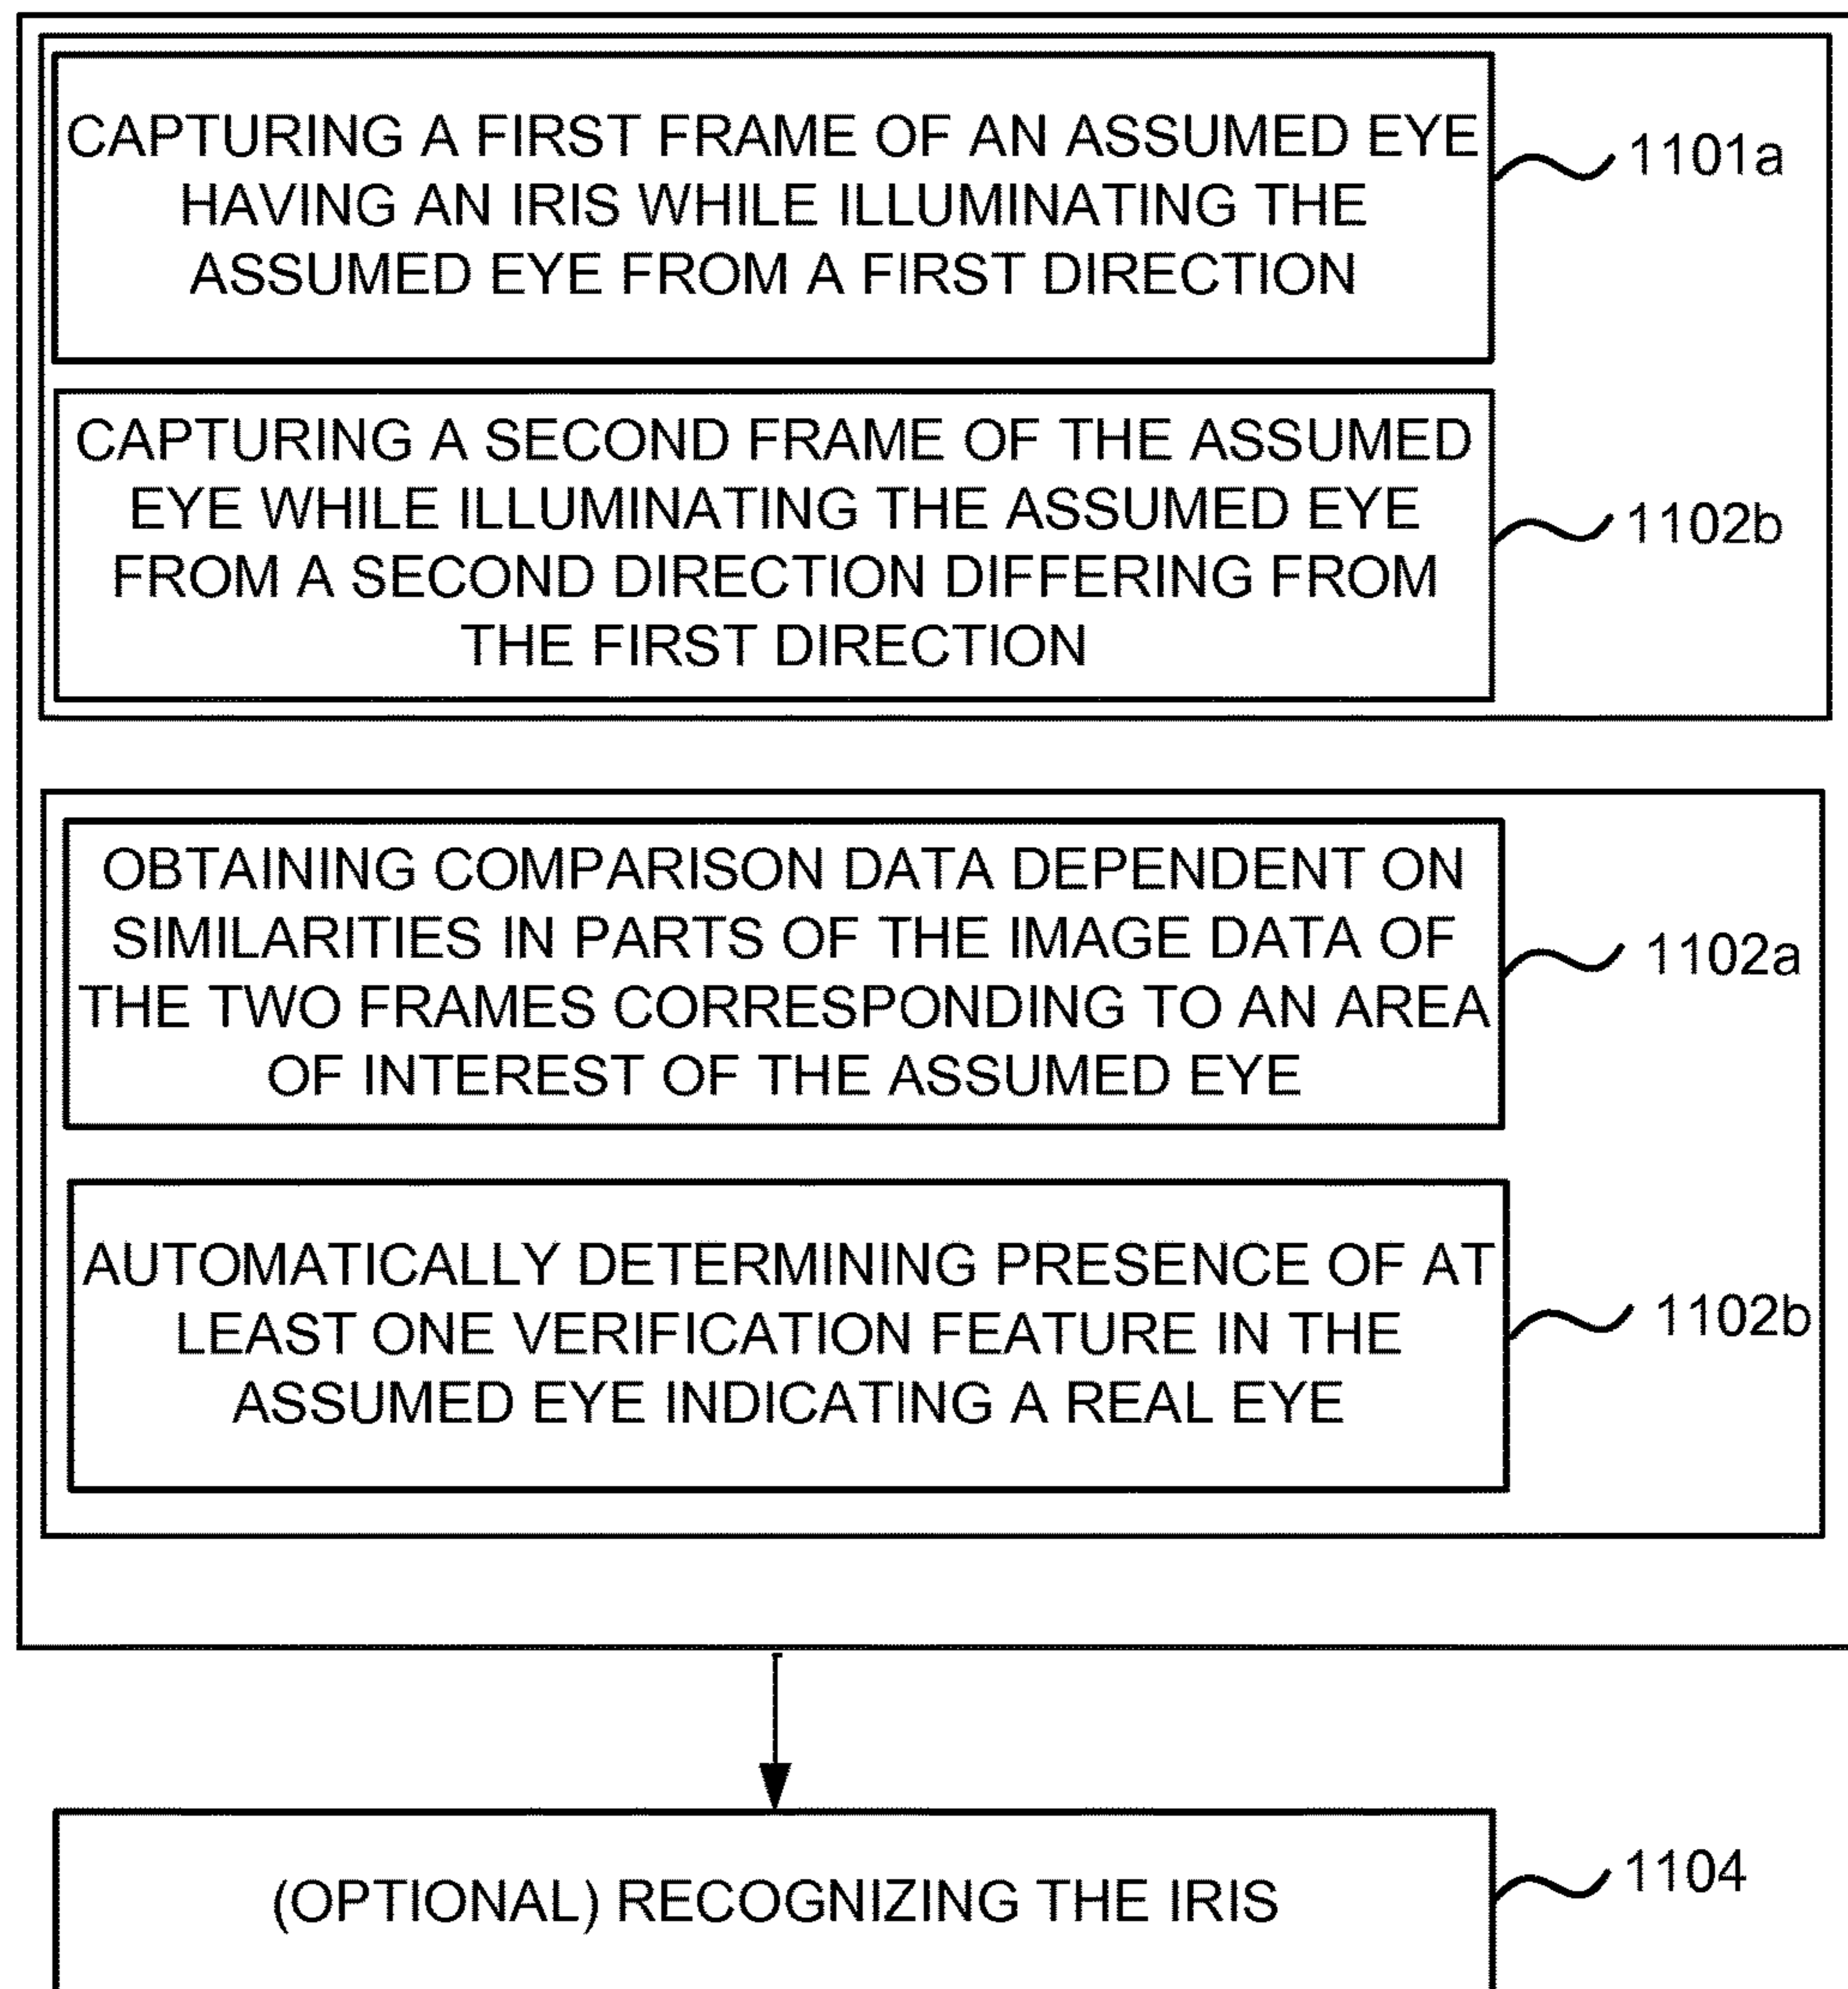 CAPTURING A FIRST FRAME OF AN ASSUMED EYE
HAVING AN IRIS WHILE ILLUMINATING THE
ASSUMED EYE FROM A FIRST DIRECTION
1101a
CAPTURING A SECOND FRAME OF THE ASSUMED
EYE WHILE ILLUMINATING THE ASSUMED EYE
FROM A SECOND DIRECTION DIFFERING FROM
THE FIRST DIRECTION
1102b
OBTAINING COMPARISON DATA DEPENDENT ON
SIMILARITIES IN PARTS OF THE IMAGE DATA OF
THE TWO FRAMES CORRESPONDING TO AN AREA
OF INTEREST OF THE ASSUMED EYE
1102a
AUTOMATICALLY DETERMINING PRESENCE OF AT
LEAST ONE VERIFICATION FEATURE IN THE
ASSUMED EYE INDICATING A REAL EYE
1102b
(OPTIONAL) RECOGNIZING THE IRIS
1104